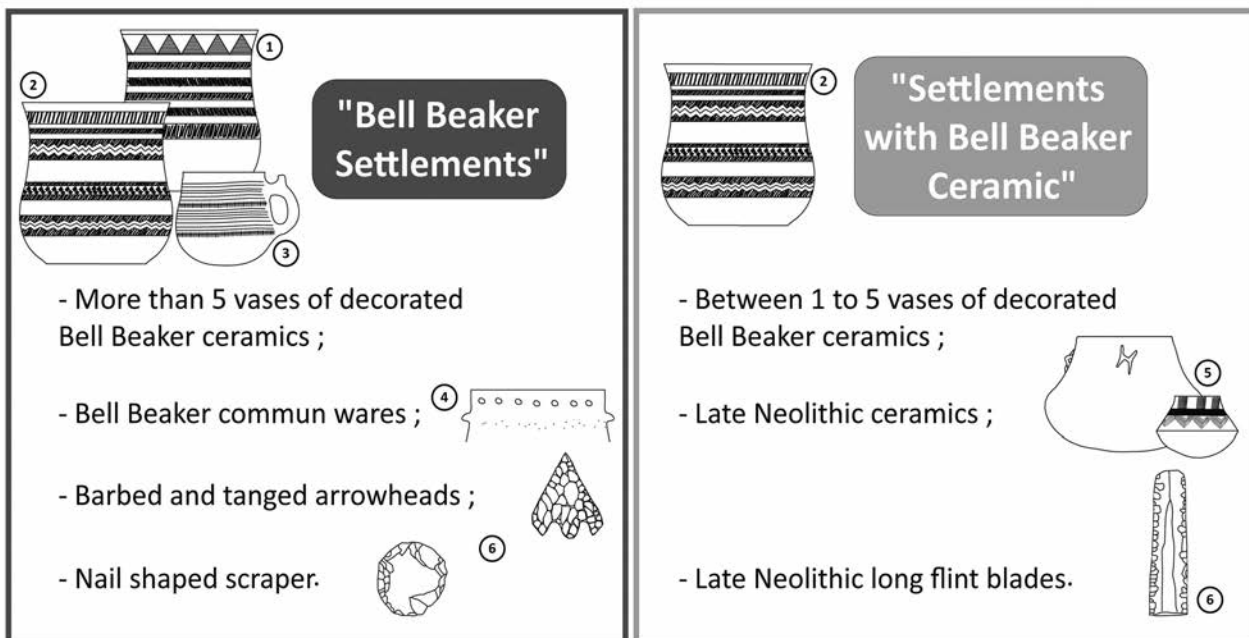 1
2
3
"Bell Beaker
Settlements"
- More than 5 vases of decorated
Bell Beaker ceramics ;
- Bell Beaker commun wares ;
4
- Barbed and tanged arrowheads ;
6
- Nail shaped scraper.
2
"Settlements
with Bell Beaker
Ceramic"
- Between 1 to 5 vases of decorated
Bell Beaker ceramics ;
5
- Late Neolithic ceramics ;
- Late Neolithic long flint blades.
6